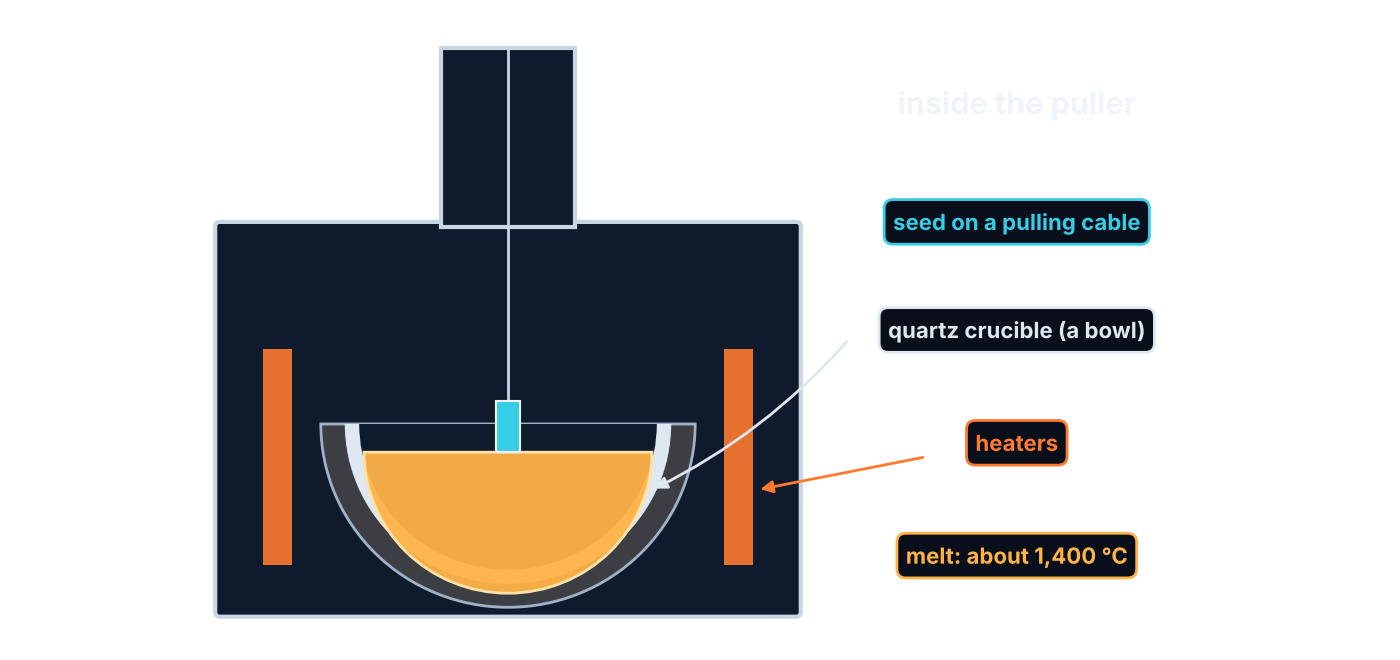 inside the puller
seed on a pulling cable
quartz crucible (a bowl)
heaters
melt: about 1,400 °C